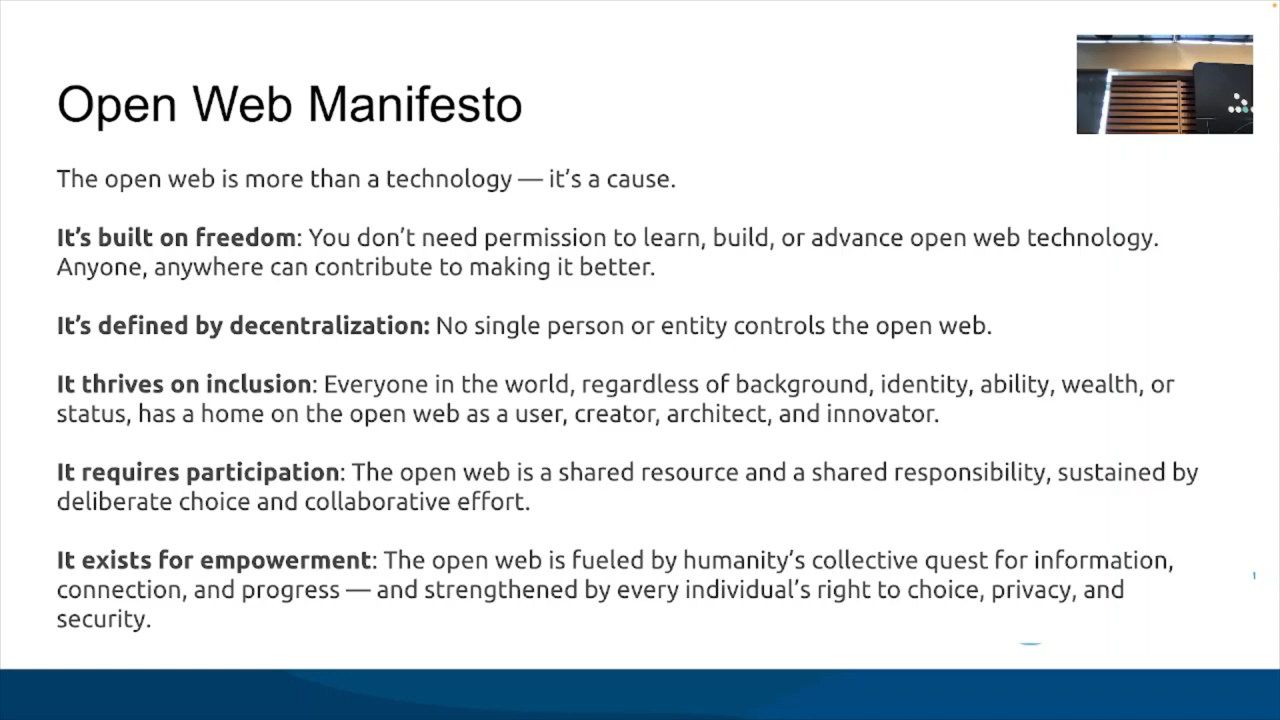 Open Web Manifesto
The open web is more than a technology — it’s a cause.
It’s built on freedom: You don’t need permission to learn, build, or advance open web technology.
Anyone, anywhere can contribute to making it better.
It’s defined by decentralization: No single person or entity controls the open web.
It thrives on inclusion: Everyone in the world, regardless of background, identity, ability, wealth, or
status, has a home on the open web as a user, creator, architect, and innovator.
It requires participation: The open web is a shared resource and a shared responsibility, sustained by
deliberate choice and collaborative effort.
It exists for empowerment: The open web is fueled by humanity’s collective quest for information,
connection, and progress — and strengthened by every individual’s right to choice, privacy, and
security.